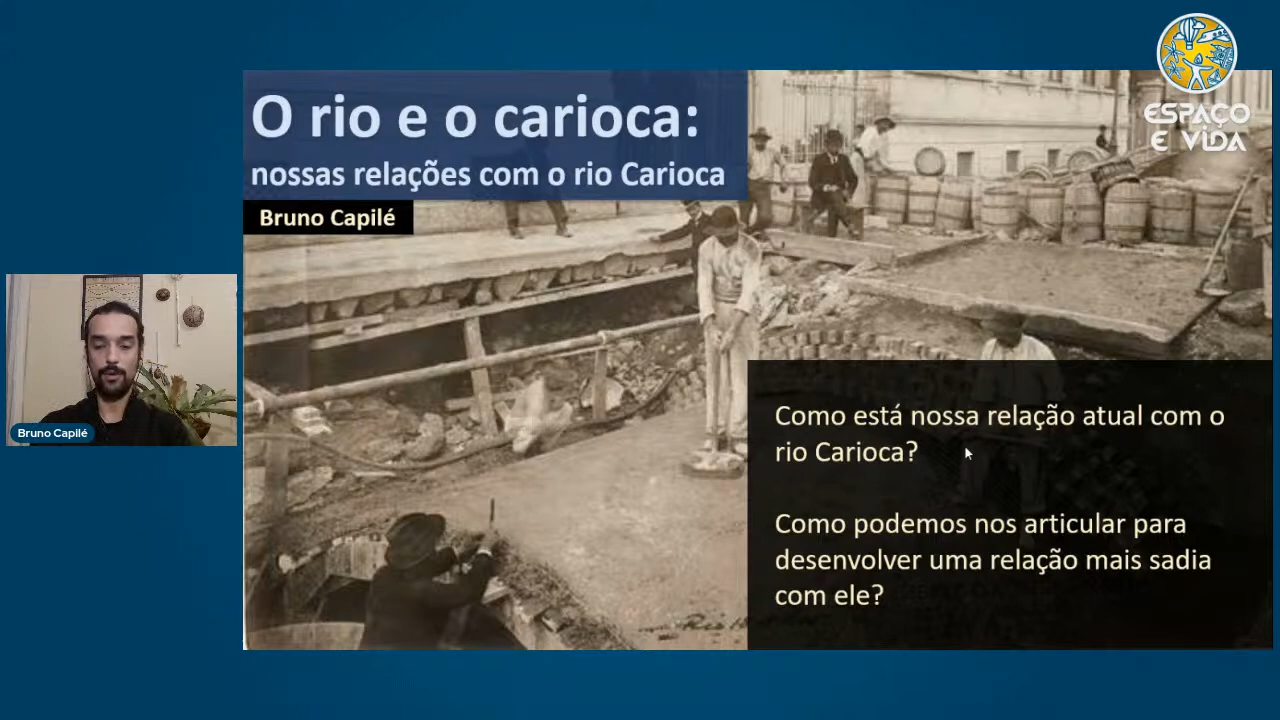 ESPAÇO
E VIDA
O rio e o carioca:
nossas relações com o rio Carioca
Bruno Capilé
Bruno Capilé
Como está nossa relação atual com o
rio Carioca?
Como podemos nos articular para
desenvolver uma relação mais sadia
com ele?